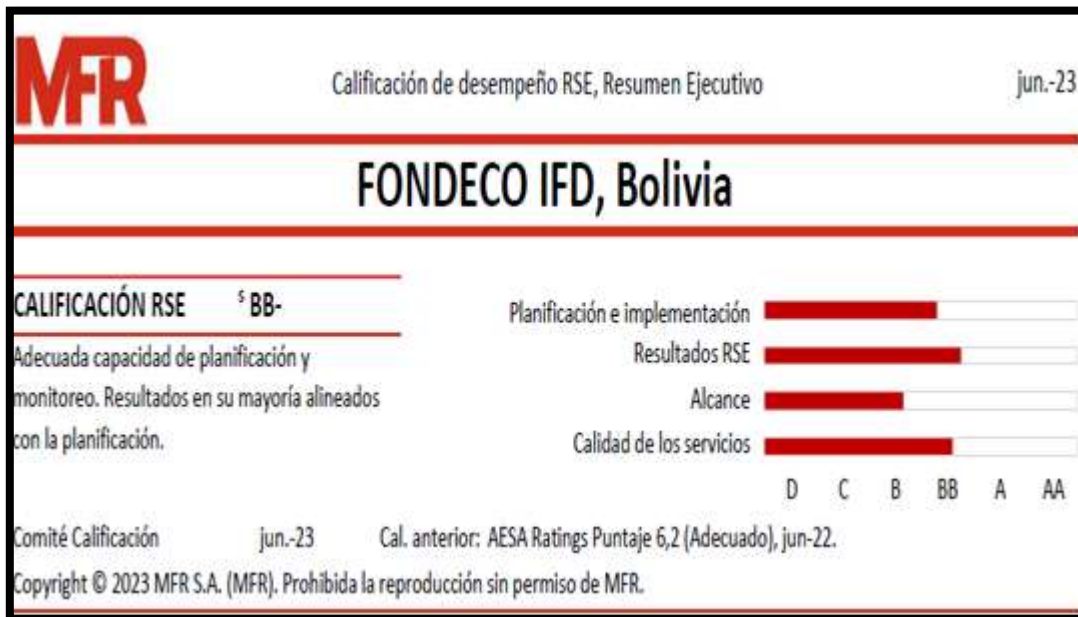 MFR
Calificación de desempeño RSE, Resumen Ejecutivo
jun.-23
FONDECO IFD, Bolivia
CALIFICACIÓN RSE s BB-
Adecuada capacidad de planificación y
monitoreo. Resultados en su mayoría alineados
con la planificación.
Planificación e implementación
Resultados RSE
Alcance
Calidad de los servicios
D C B BB A AA
Comité Calificación jun.-23 Cal. anterior: AESA Ratings Puntaje 6,2 (Adecuado), jun-22.
Copyright © 2023 MFR S.A. (MFR). Prohibida la reproducción sin permiso de MFR.